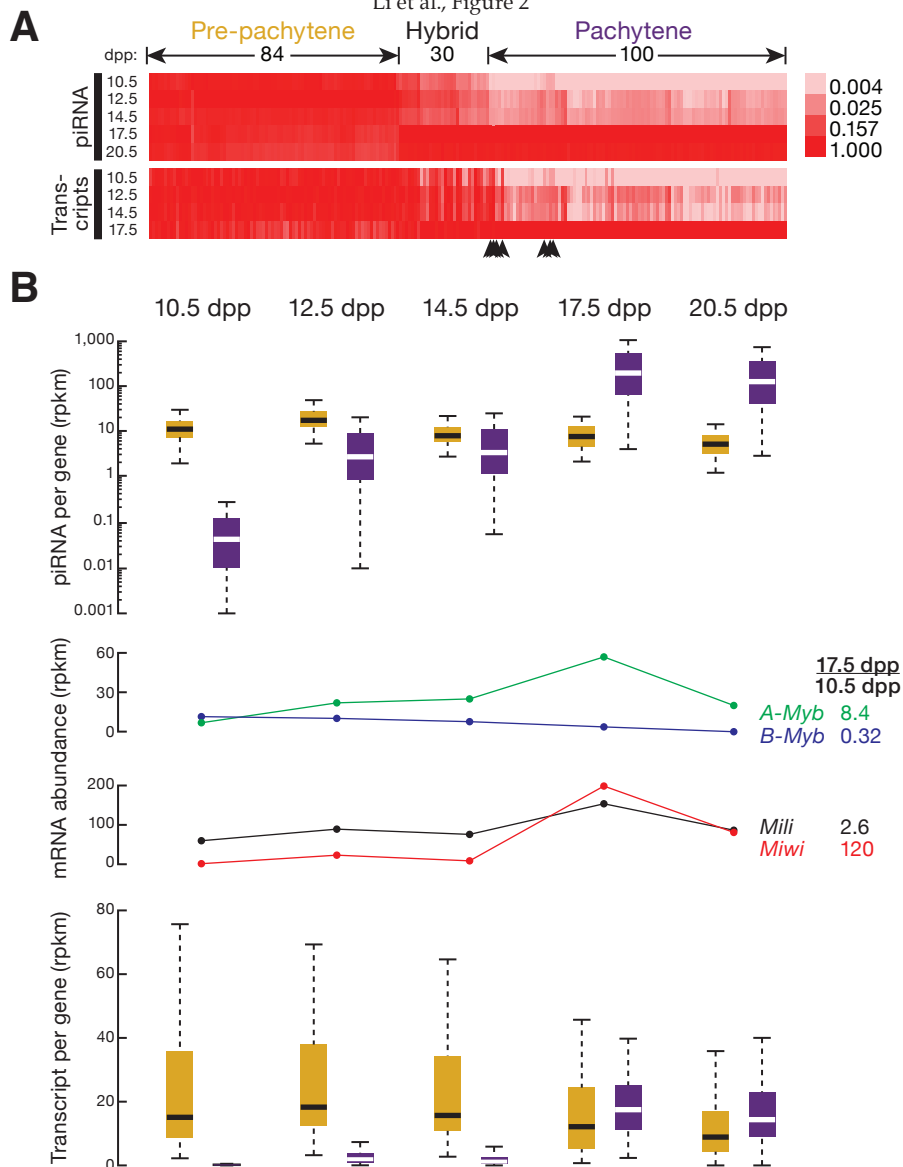 Li et al., Figure 2
A
Pre-pachytene Hybrid Pachytene
dpp: 84 30 100
piRNA
10.5
12.5
14.5
17.5
20.5
0.004
0.025
0.157
1.000
Trans-
cripts
10.5
12.5
14.5
17.5
B
10.5 dpp 12.5 dpp 14.5 dpp 17.5 dpp 20.5 dpp
piRNA per gene (rpkm)
1,000
100
10
1
0.1
0.01
0.001
mRNA abundance (rpkm)
60
30
0
17.5 dpp
10.5 dpp
A-Myb 8.4
B-Myb 0.32
200
100
0
Mili 2.6
Miwi 120
Transcript per gene (rpkm)
80
60
40
20
0